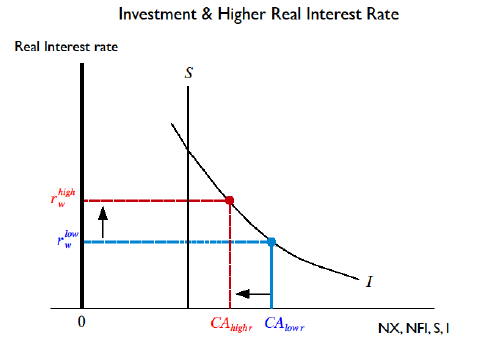 Investment & Higher Real Interest Rate
Real Interest rate
S
r_w^high
r_w^low
I
0
CA_high r
CA_low r
NX, NFI, S, I